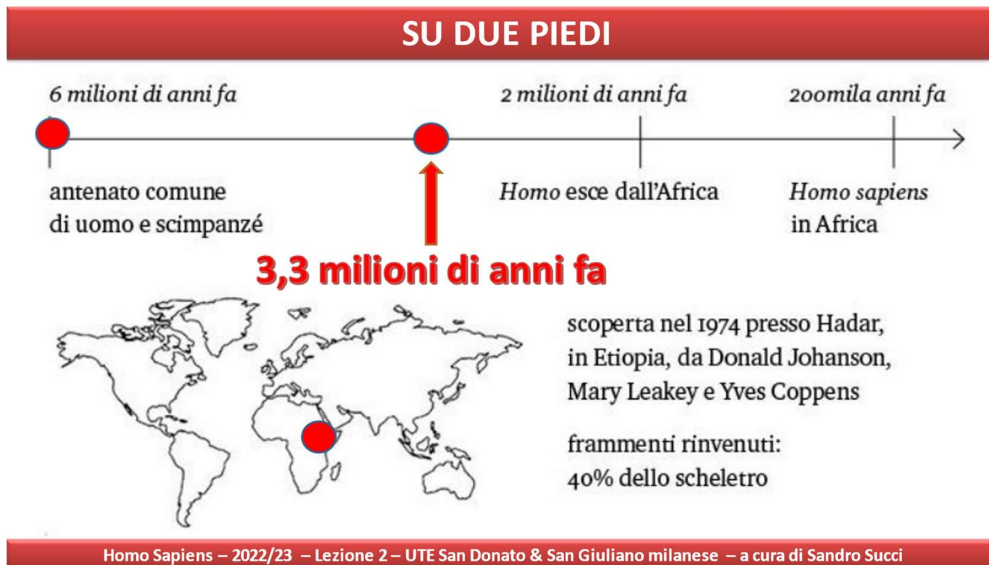 SU DUE PIEDI
6 milioni di anni fa
2 milioni di anni fa
200mila anni fa
antenato comune
di uomo e scimpanzé
Homo esce dall'Africa
Homo sapiens
in Africa
3,3 milioni di anni fa
scoperta nel 1974 presso Hadar,
in Etiopia, da Donald Johanson,
Mary Leakey e Yves Coppens
frammenti rinvenuti:
40% dello scheletro
Homo Sapiens – 2022/23 – Lezione 2 – UTE San Donato & San Giuliano milanese – a cura di Sandro Succi